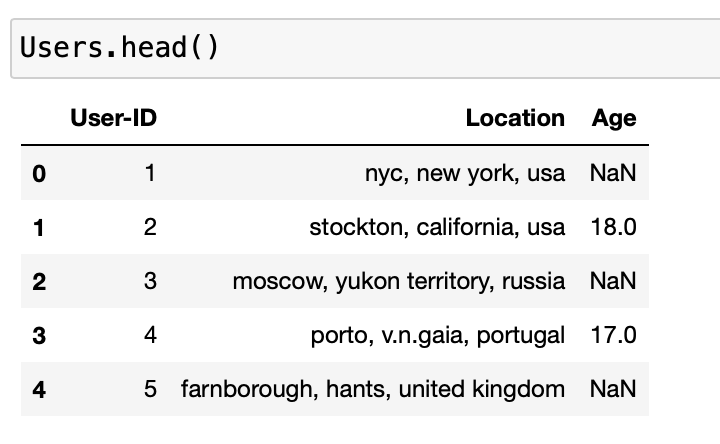 Users.head()
User-ID Location Age
0 1 nyc, new york, usa NaN
1 2 stockton, california, usa 18.0
2 3 moscow, yukon territory, russia NaN
3 4 porto, v.n.gaia, portugal 17.0
4 5 farnborough, hants, united kingdom NaN